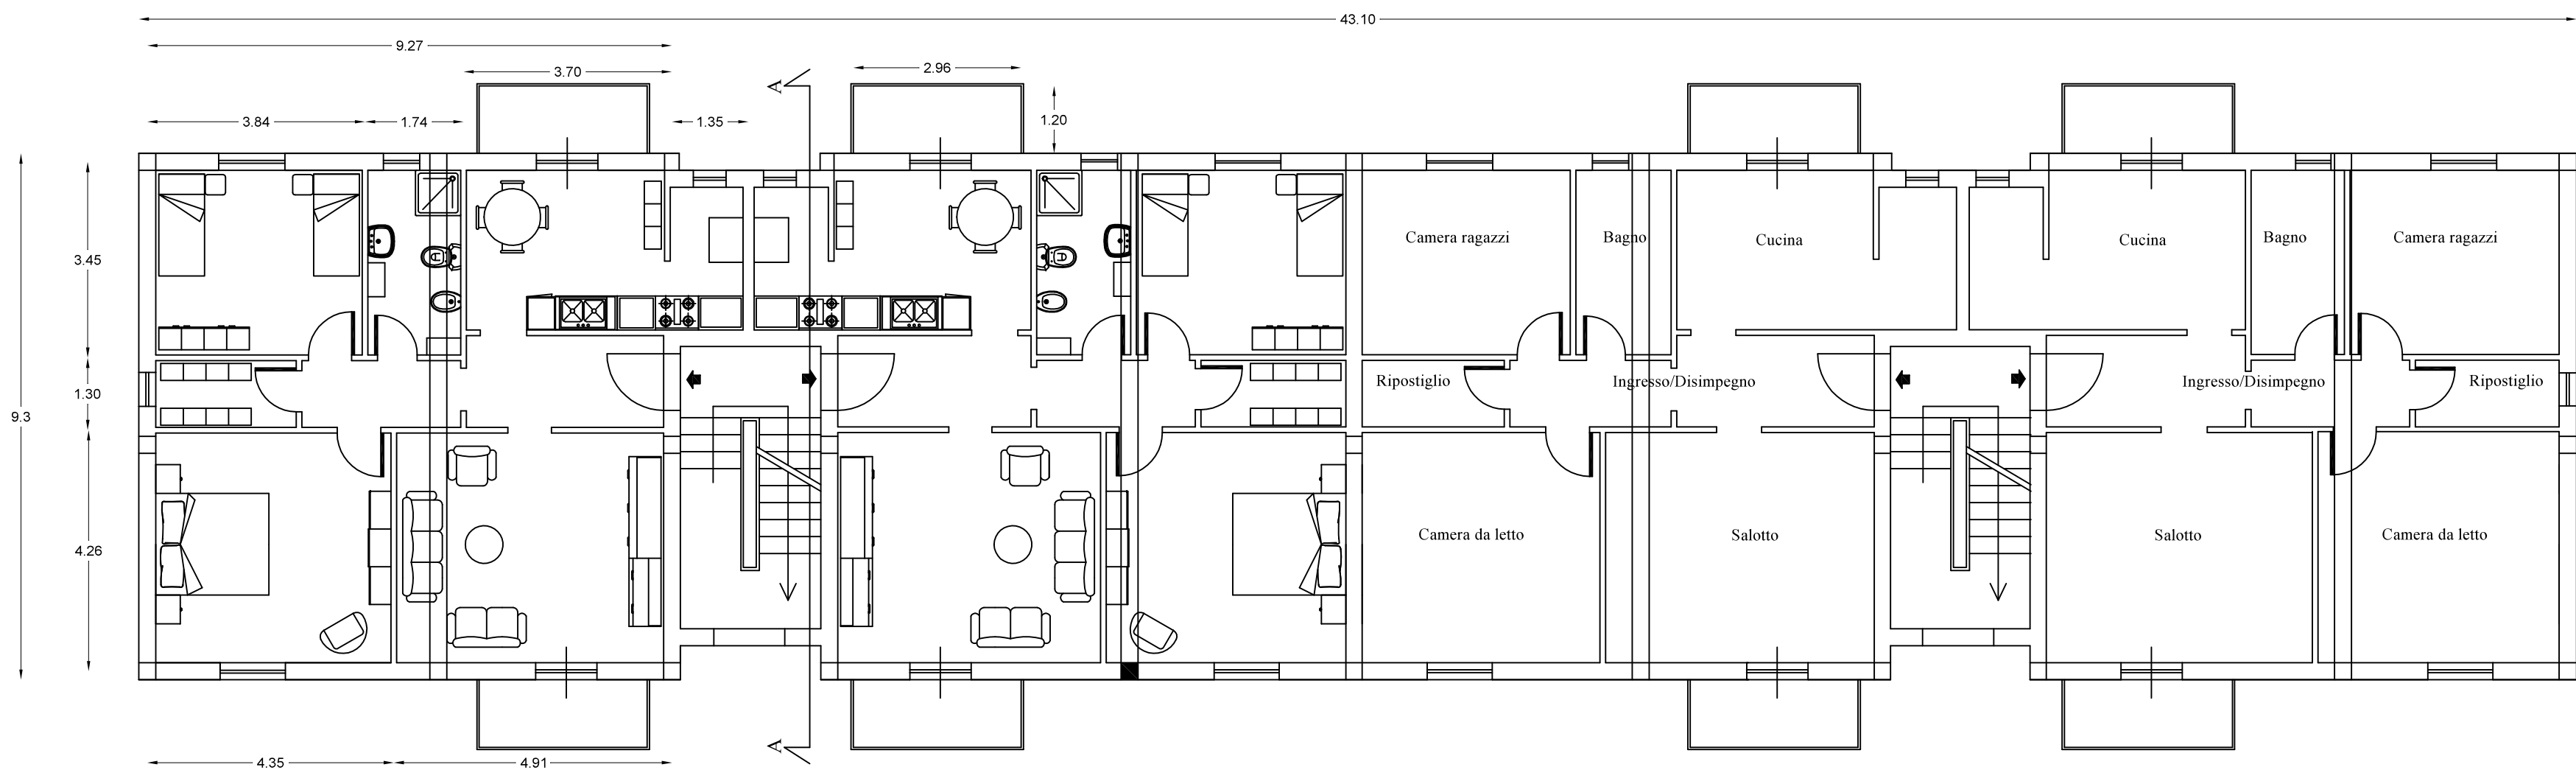 43.10
9.27
3.70
2.96
A
3.84
1.74
1.35
1.20
Camera ragazzi
Bagno
Cucina
Cucina
Bagno
Camera ragazzi
3.45
Ripostiglio
Ingresso/Disimpegno
Ingresso/Disimpegno
Ripostiglio
1.30
9.3
Camera da letto
Salotto
Salotto
Camera da letto
4.26
A
4.35
4.91